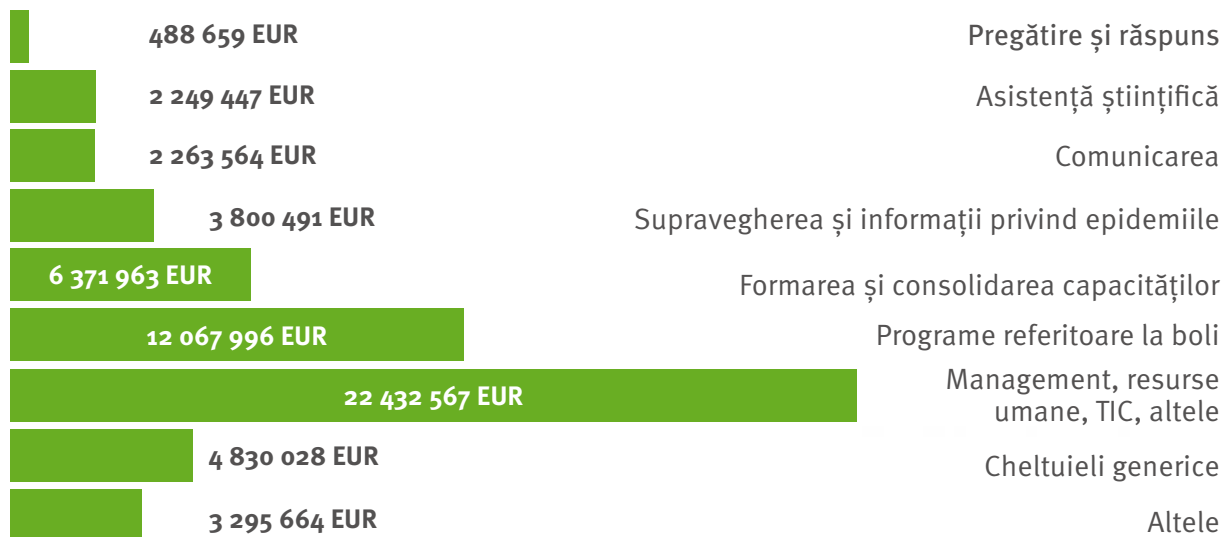 488 659 EUR Pregătire și răspuns
2 249 447 EUR Asistență științifică
2 263 564 EUR Comunicarea
3 800 491 EUR Supravegherea și informații privind epidemiile
6 371 963 EUR Formarea și consolidarea capacităților
12 067 996 EUR Programe referitoare la boli
22 432 567 EUR Management, resurse
umane, TIC, altele
4 830 028 EUR Cheltuieli generice
3 295 664 EUR Altele